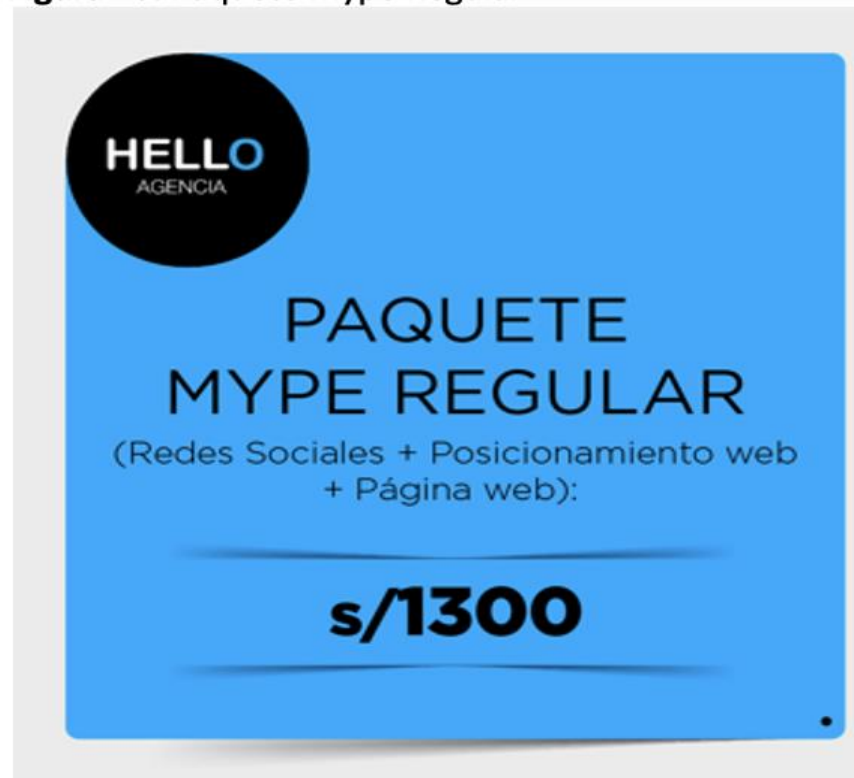 HELLO
AGENCIA
PAQUETE
MYPE REGULAR
(Redes Sociales + Posicionamiento web
+ Página web):
s/1300